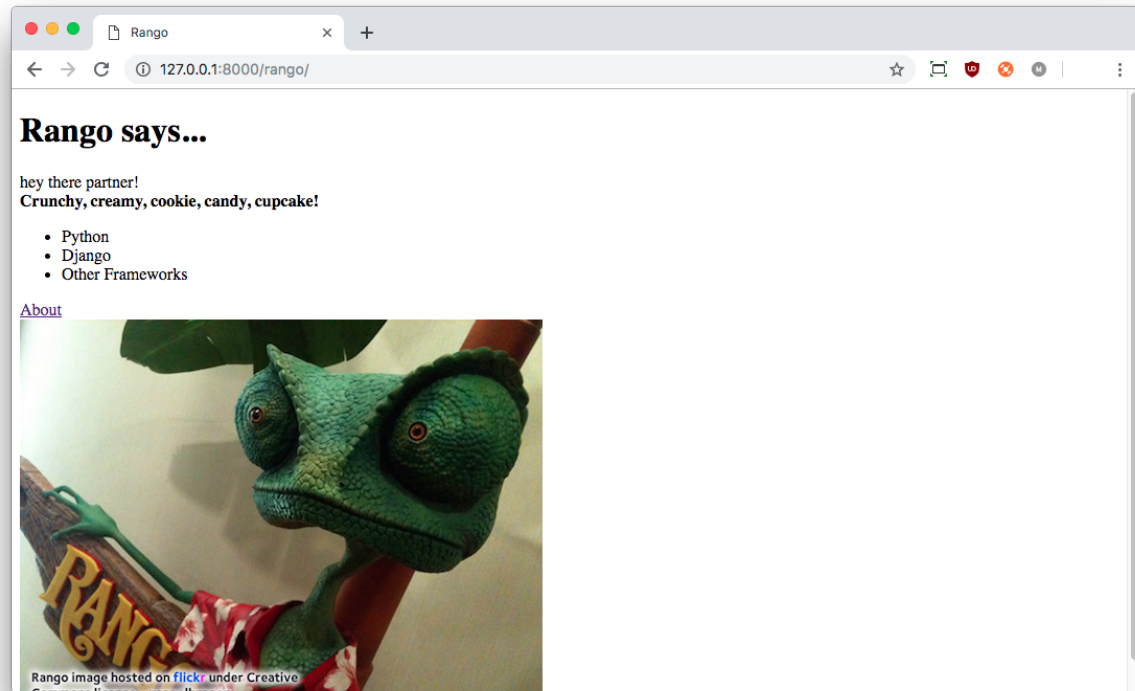 Rango
127.0.0.1:8000/rango/
Rango says...
hey there partner!
Crunchy, creamy, cookie, candy, cupcake!
Python
Django
Other Frameworks
About
RANGO
Rango image hosted on flickr under Creative